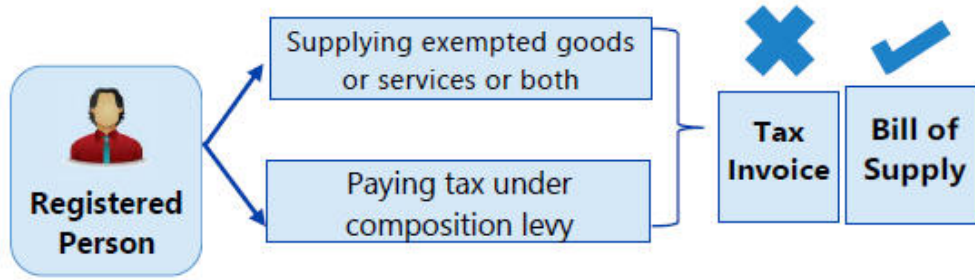 Registered
Person
Supplying exempted goods
or services or both
Paying tax under
composition levy
Tax
Invoice
Bill of
Supply